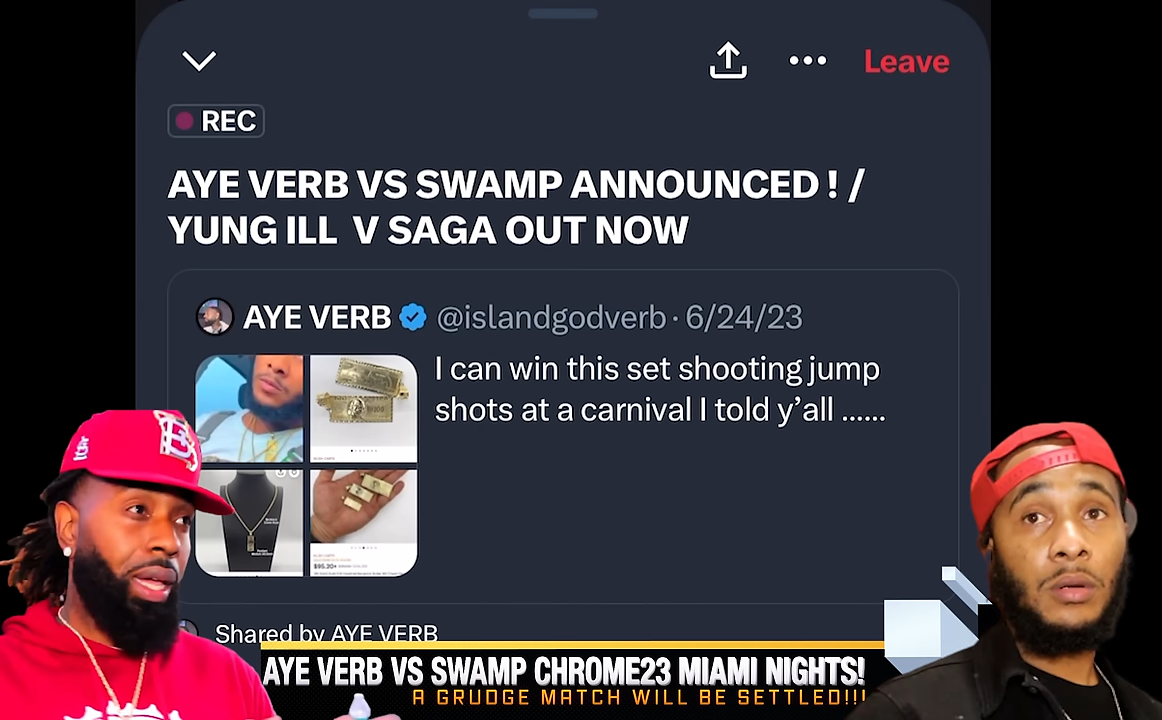 Leave
REC
AYE VERB VS SWAMP ANNOUNCED ! /
YUNG ILL V SAGA OUT NOW
AYE VERB @islandgodverb · 6/24/23
I can win this set shooting jump
shots at a carnival I told y’all ......
$95.20+
Shared by AYE VERB
AYE VERB VS SWAMP CHROME23 MIAMI NIGHTS!
A GRUDGE MATCH WILL BE SETTLED!!!